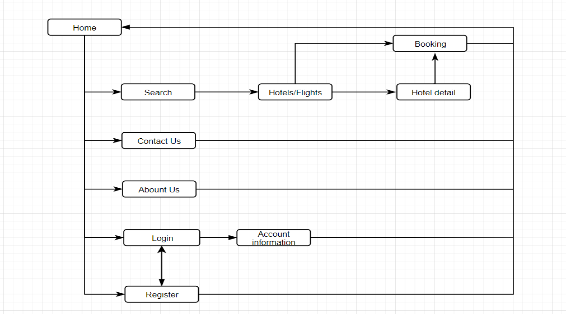 Home
Booking
Search
Hotels/Flights
Hotel detail
Contact Us
Abount Us
Login
Account
information
Register